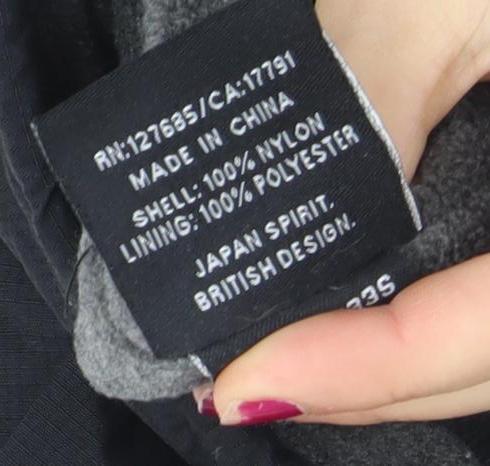 RN:127685/CA:17791
MADE IN CHINA
SHELL: 100% NYLON
LINING: 100% POLYESTER
JAPAN SPIRIT.
BRITISH DESIGN.